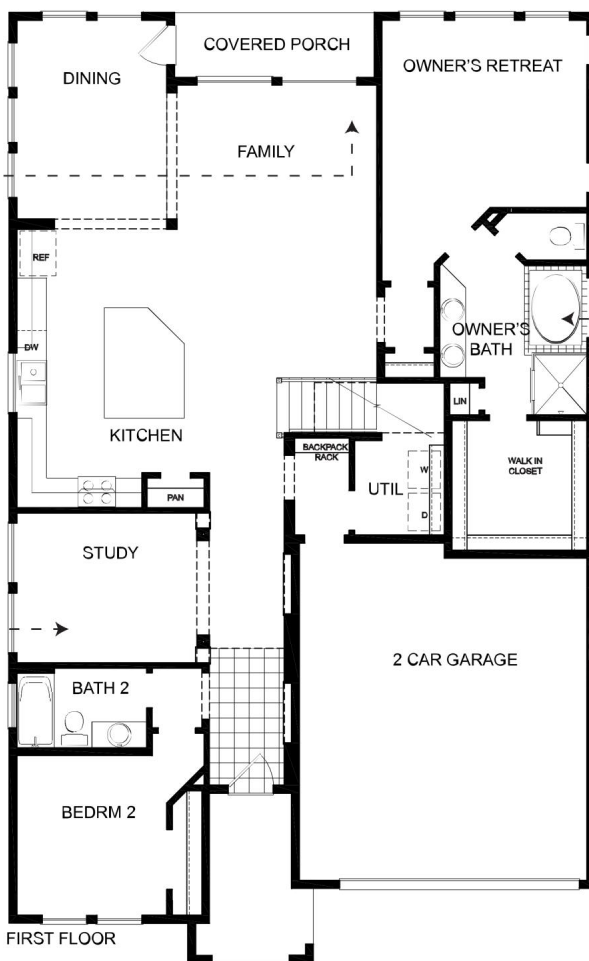 COVERED PORCH
DINING
OWNER'S RETREAT
FAMILY
REF
DW
OWNER'S
BATH
KITCHEN
LIN
BACKPACK
RACK
W
WALK IN
CLOSET
UTIL
PAN
D
STUDY
2 CAR GARAGE
BATH 2
BEDRM 2
FIRST FLOOR